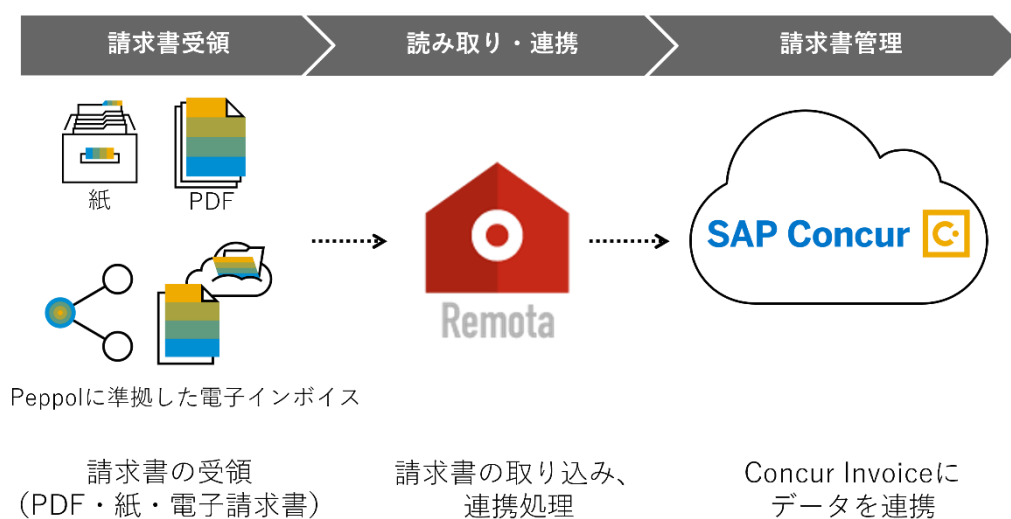 請求書受領
読み取り・連携
請求書管理
紙
PDF
Peppolに準拠した電子インボイス
Remota
SAP Concur
請求書の受領
（PDF・紙・電子請求書）
請求書の取り込み、
連携処理
Concur Invoiceに
データを連携